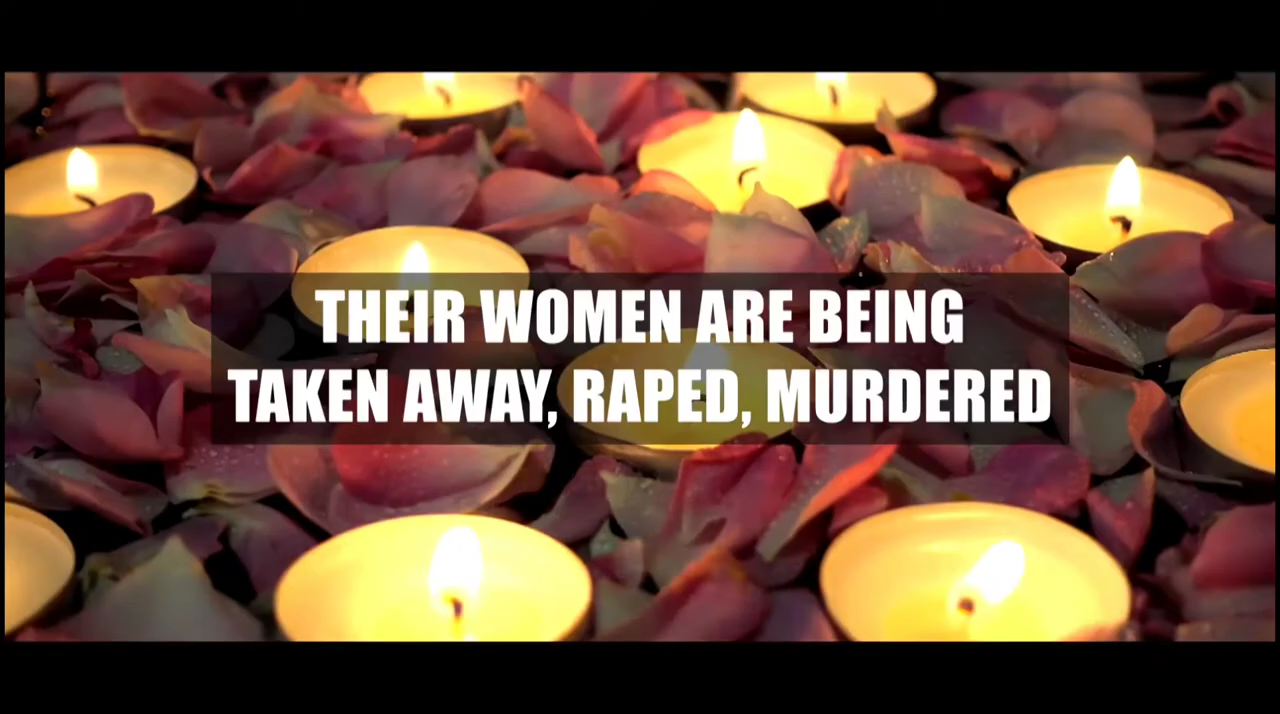 THEIR WOMEN ARE BEING
TAKEN AWAY, RAPED, MURDERED